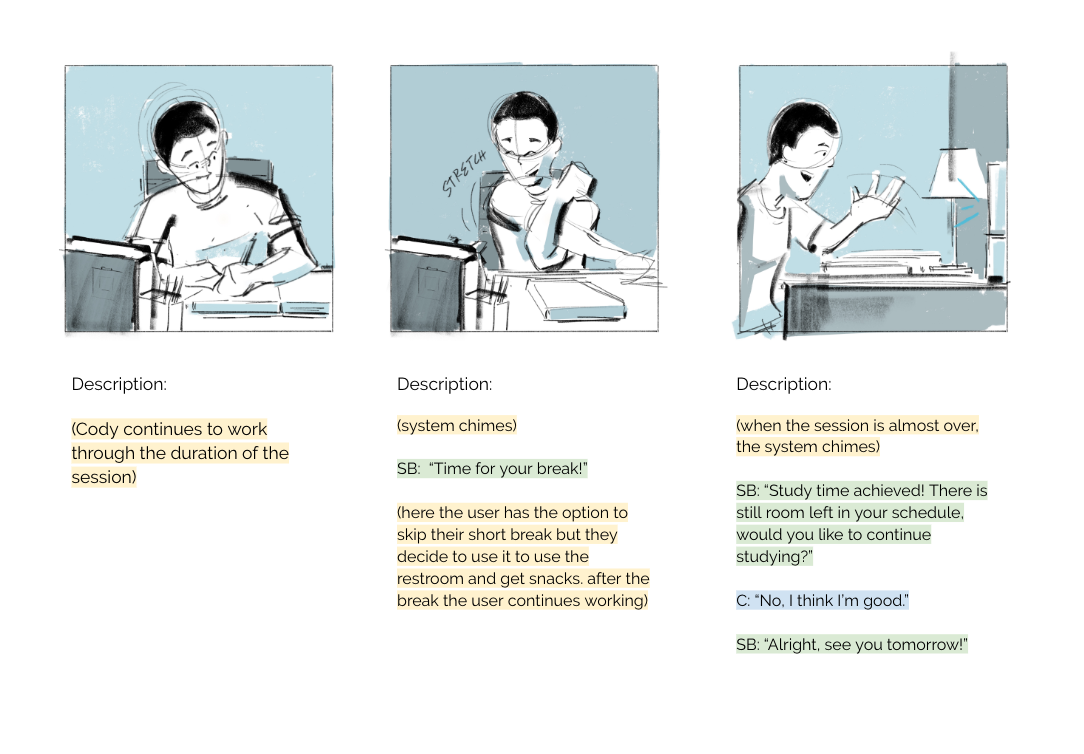 STRETCH
Description:
(Cody continues to work
through the duration of the
session)
Description:
(system chimes)
SB:  “Time for your break!”
(here the user has the option to
skip their short break but they
decide to use it to use the
restroom and get snacks. after the
break the user continues working)
Description:
(when the session is almost over,
the system chimes)
SB: “Study time achieved! There is
still room left in your schedule,
would you like to continue
studying?”
C: “No, I think I’m good.”
SB: “Alright, see you tomorrow!”